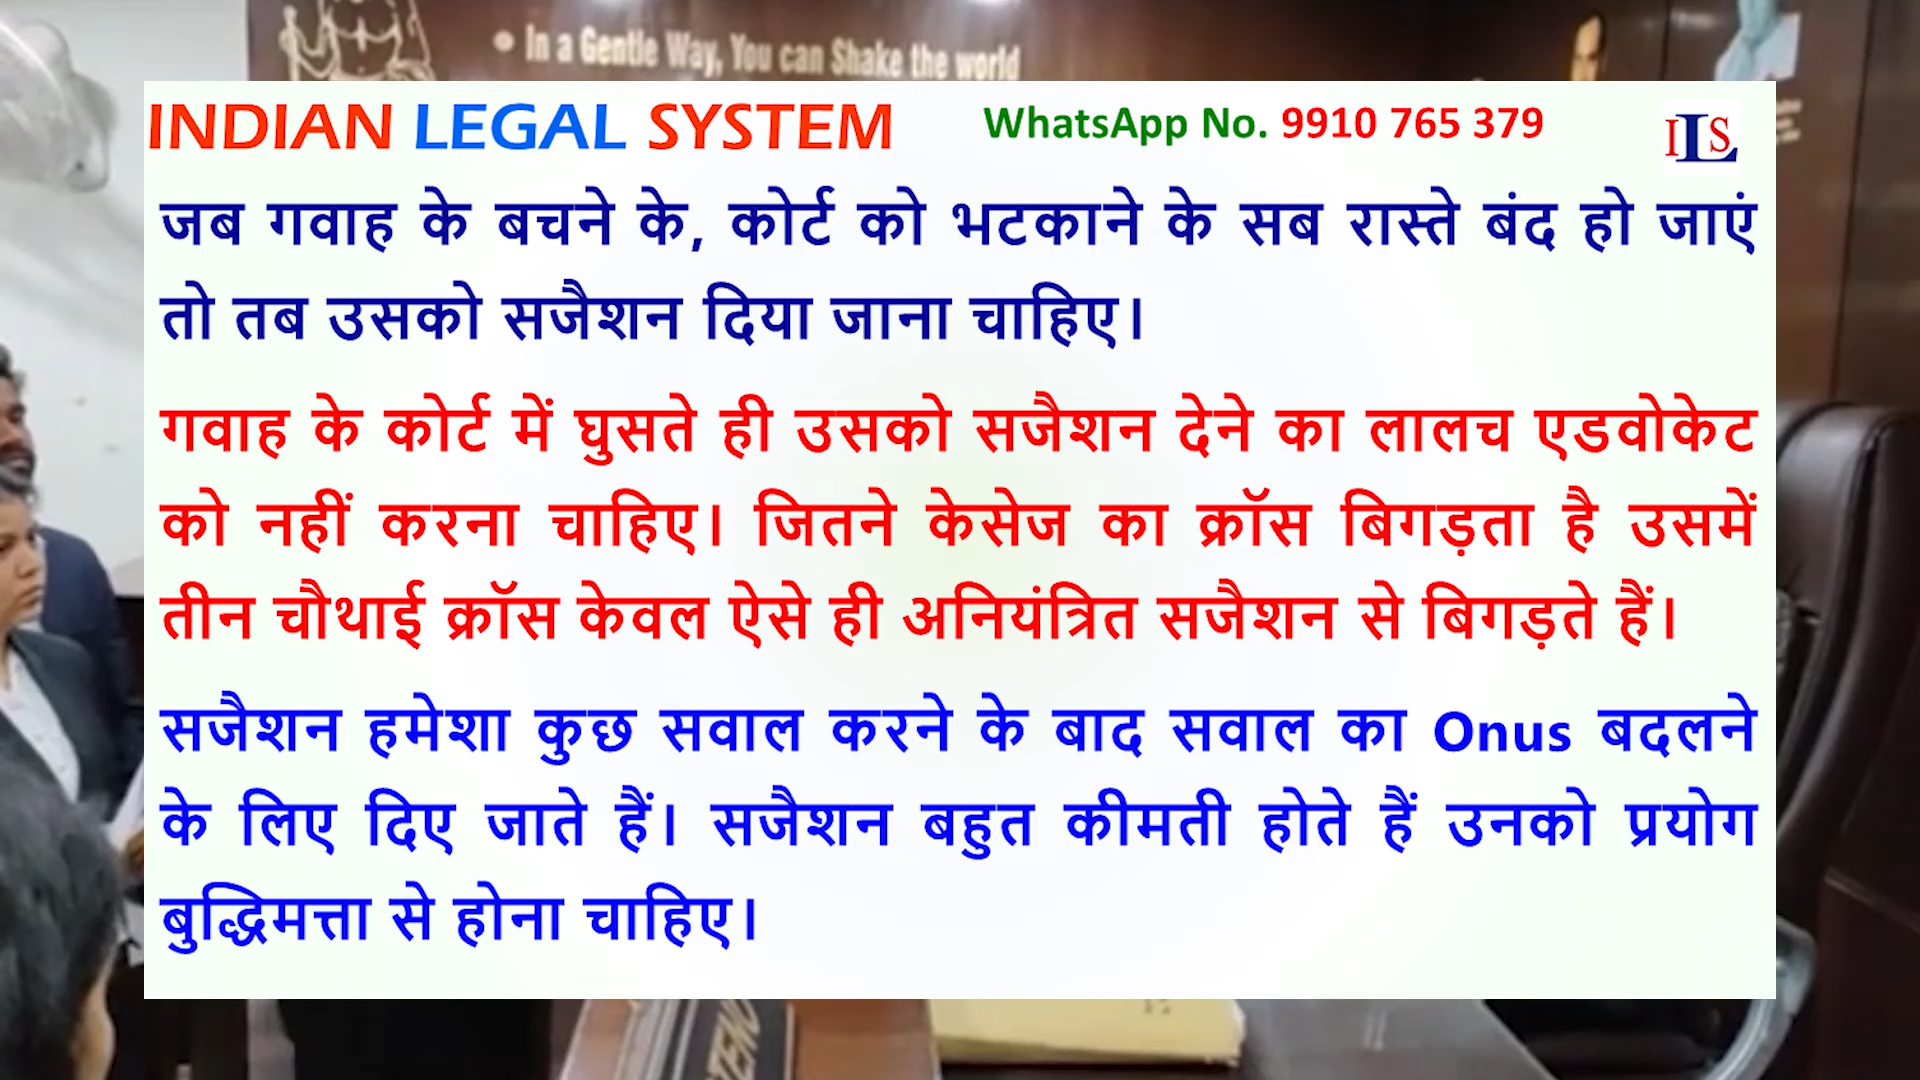 • In a Gentle Way, You can Shake the world
INDIAN LEGAL SYSTEM WhatsApp No. 9910 765 379 ILS
जब गवाह के बचने के, कोर्ट को भटकाने के सब रास्ते बंद हो जाएं
तो तब उसको सजैशन दिया जाना चाहिए।
गवाह के कोर्ट में घुसते ही उसको सजैशन देने का लालच एडवोकेट
को नहीं करना चाहिए। जितने केसेज का क्रॉस बिगड़ता है उसमें
तीन चौथाई क्रॉस केवल ऐसे ही अनियंत्रित सजैशन से बिगड़ते हैं।
सजैशन हमेशा कुछ सवाल करने के बाद सवाल का Onus बदलने
के लिए दिए जाते हैं। सजैशन बहुत कीमती होते हैं उनको प्रयोग
बुद्धिमत्ता से होना चाहिए।